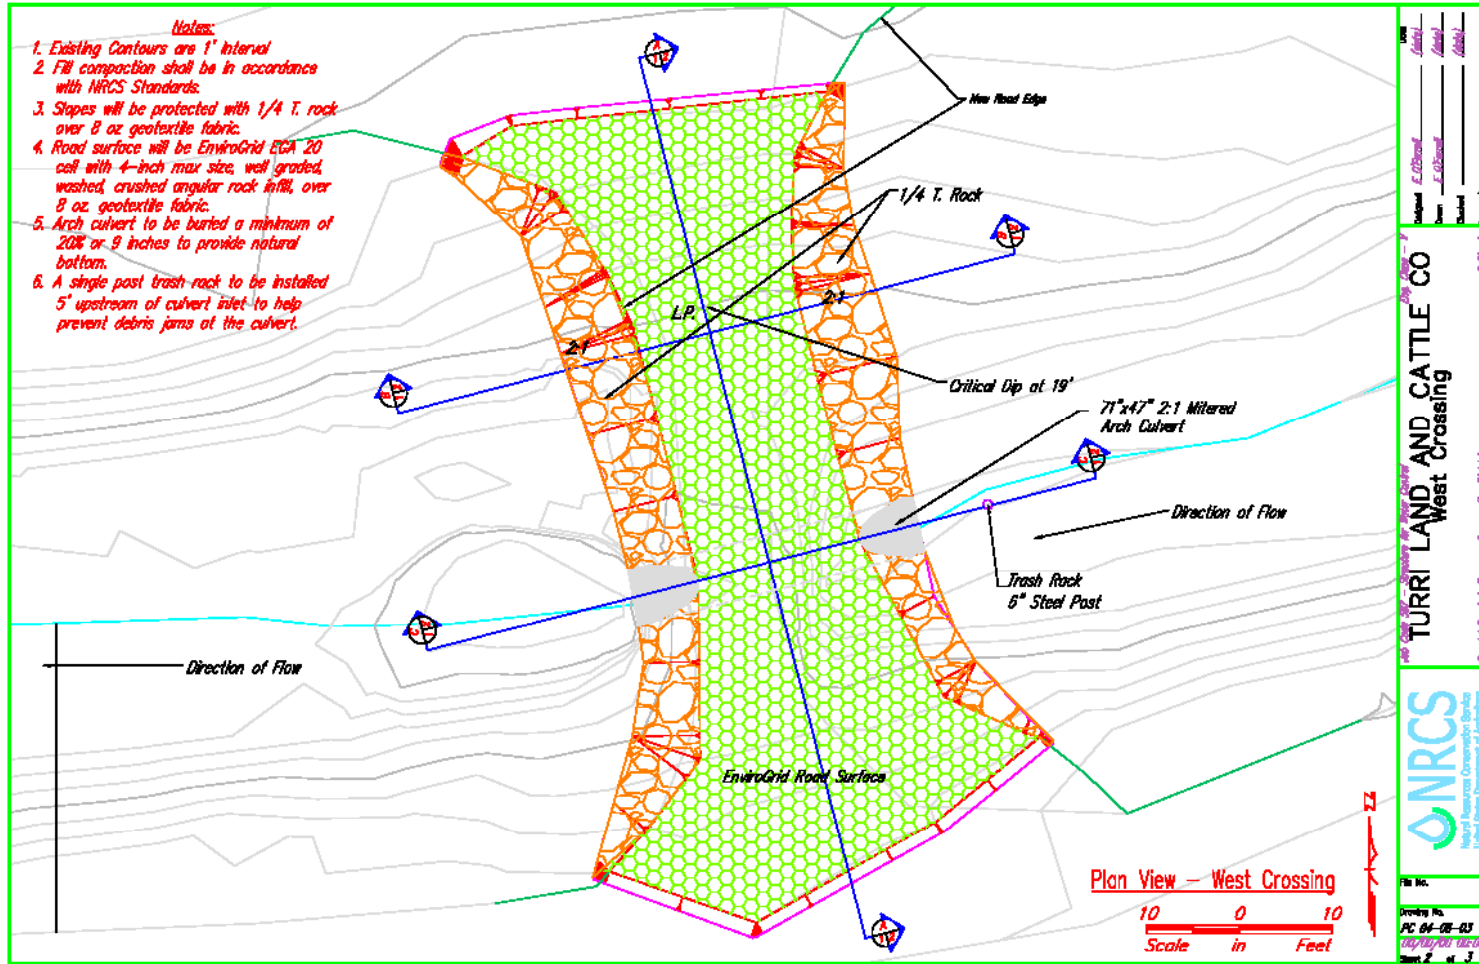 Notes:
1. Existing Contours are 1' interval
2 Fill compaction shall be in accordance
with NRCS Standards.
3. Slopes will be protected with 1/4 T. rock
over 8 oz geotextile fabric.
4. Road surface will be EnviroGrid EGA 20
cell with 4-inch max size, well graded,
washed, crushed angular rock infill, over
8 oz. geotextile fabric.
5. Arch culvert to be buried a minimum of
20% or 9 inches to provide natural
bottom.
6. A single post trash rack to be installed
5' upstream of culvert inlet to help
prevent debris jams at the culvert.
New Road Edge
1/4 T. Rock
2:1
L.P.
2:1
Critical Dip at 19'
71"x47" 2:1 Mitered
Arch Culvert
Direction of Flow
Trash Rack
6" Steel Post
Direction of Flow
EnviroGrid Road Surface
Plan View - West Crossing
10 0 10
Scale in Feet
Date
Designed
Drawn
Checked
TURRI LAND AND CATTLE CO
West Crossing
NRCS
Natural Resources Conservation Service
File No.
Drawing No.
PC 04-08-03
Sheet 2 of 3